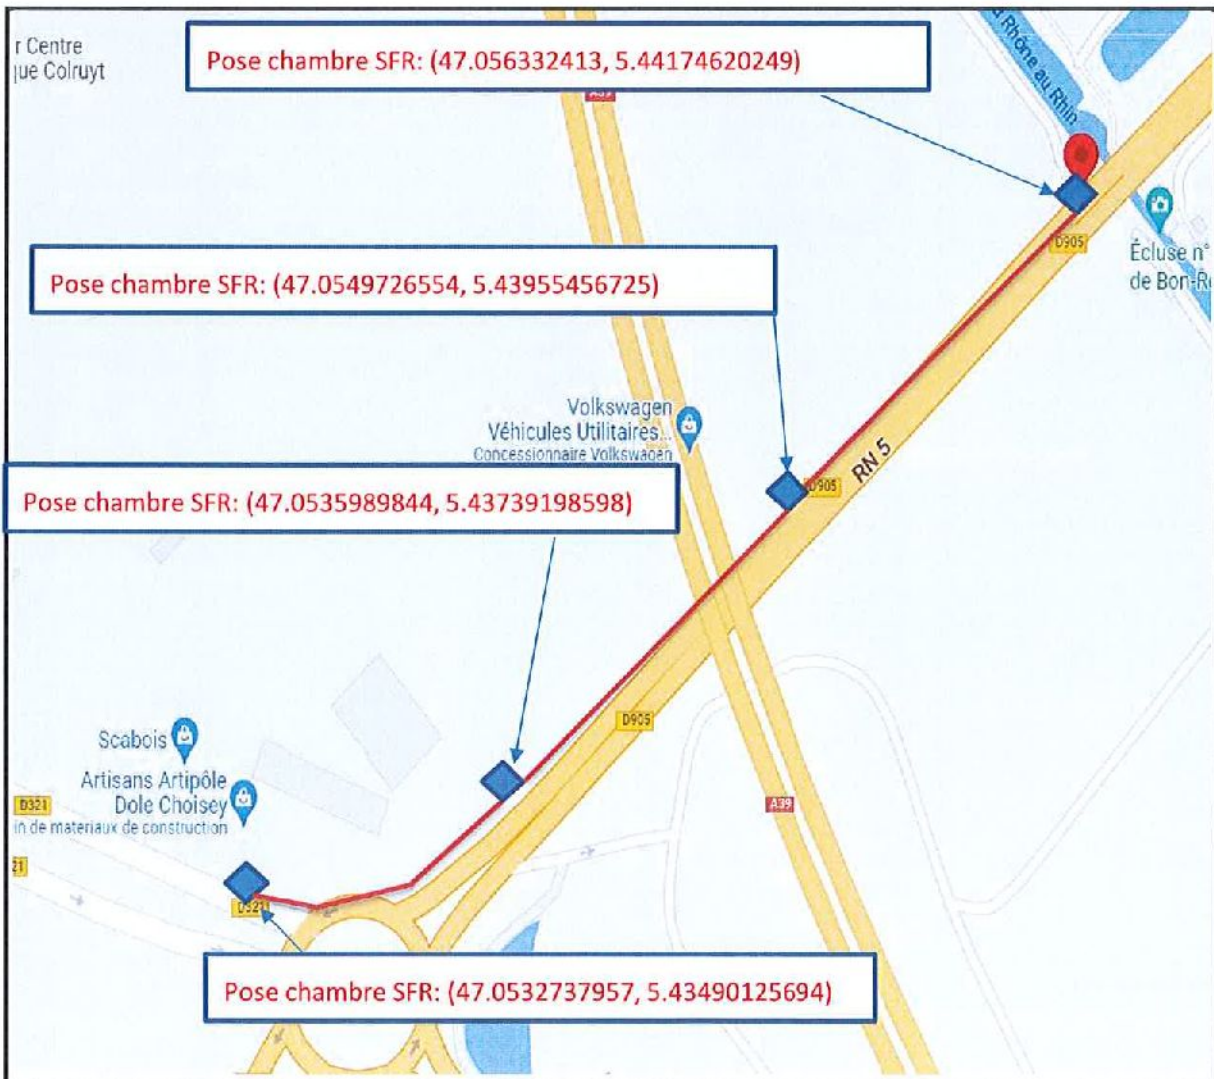 r Centre
que Colruyt
Pose chambre SFR: (47.056332413, 5.44174620249)
A39
u Rhône au Rhin
D905
Écluse n°
de Bon-Re
Pose chambre SFR: (47.0549726554, 5.43955456725)
Volkswagen
Véhicules Utilitaires...
Concessionnaire Volkswagen
D905
RN 5
Pose chambre SFR: (47.0535989844, 5.43739198598)
D905
Scabois
Artisans Artipôle
Dole Choisey
in de materiaux de construction
D321
A39
21
D321
Pose chambre SFR: (47.0532737957, 5.43490125694)